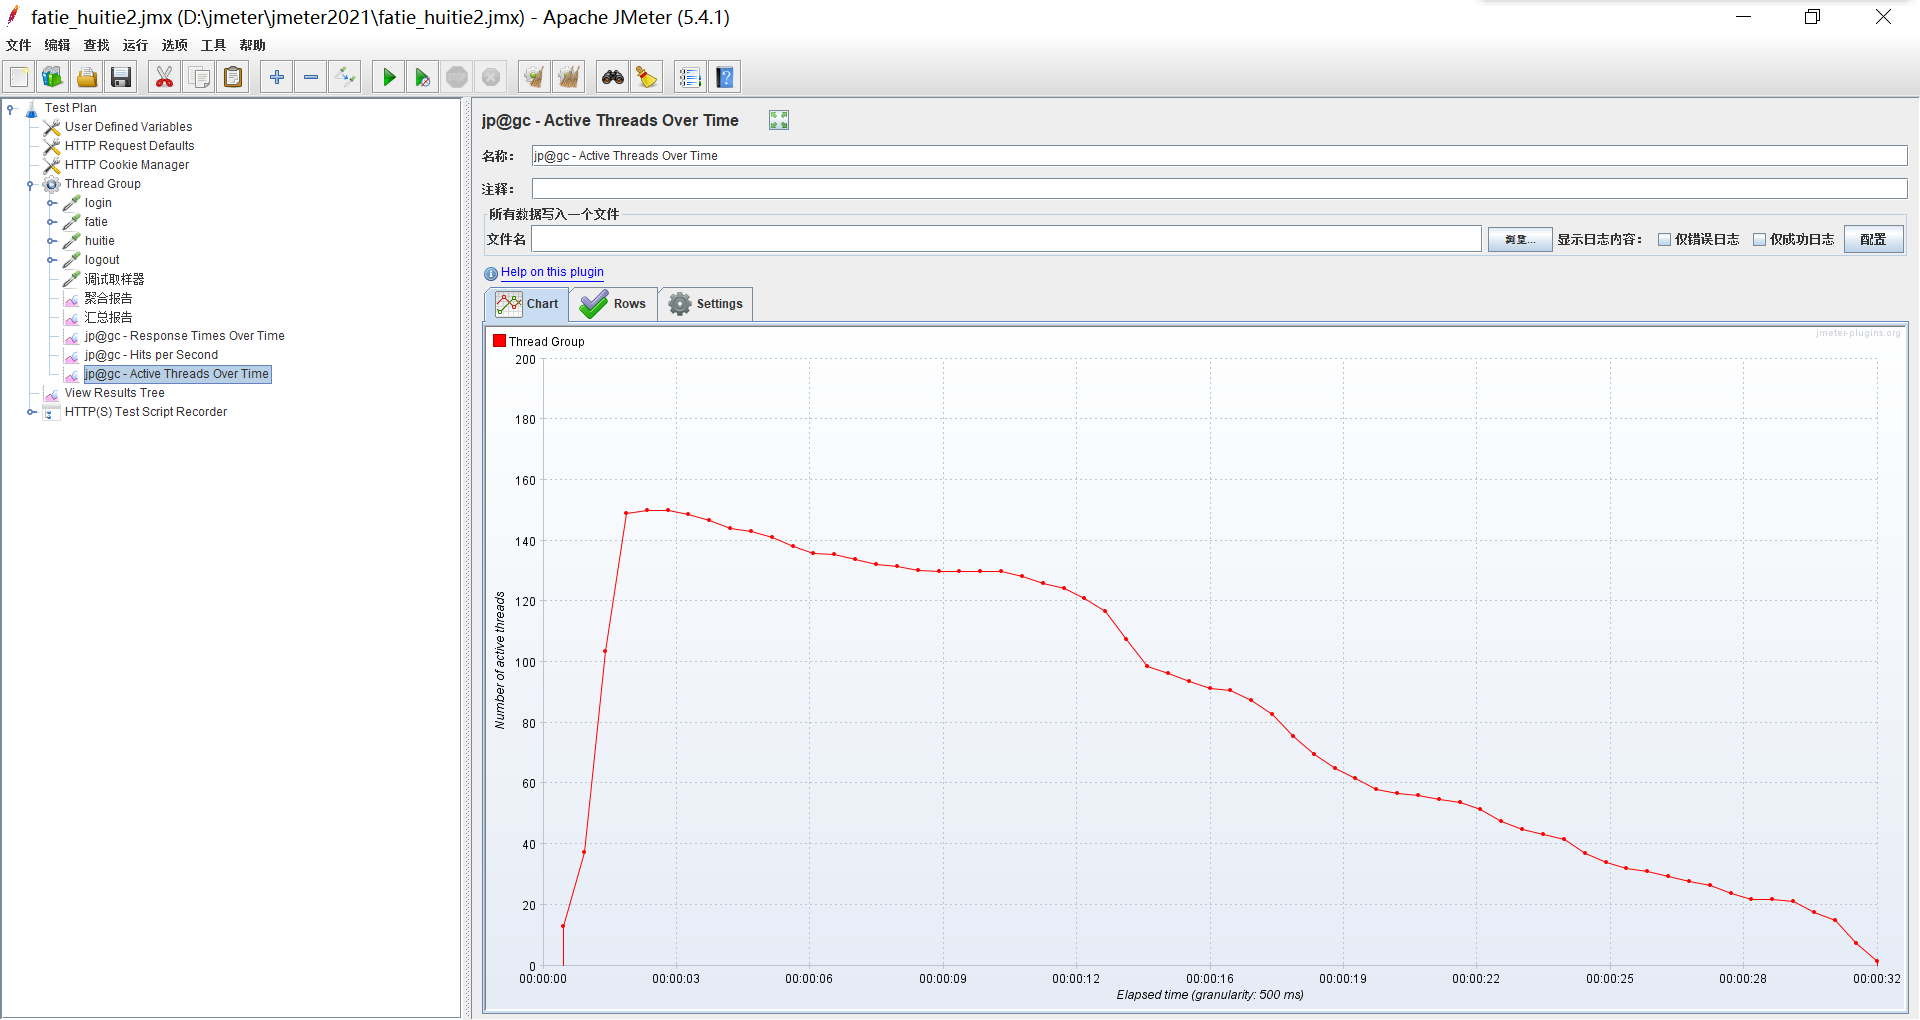 fatie_huitie2.jmx (D:\jmeter\jmeter2021\fatie_huitie2.jmx) - Apache JMeter (5.4.1)
文件 编辑 查找 运行 选项 工具 帮助
STOP
Test Plan
User Defined Variables
HTTP Request Defaults
HTTP Cookie Manager
Thread Group
login
fatie
huitie
logout
调试取样器
聚合报告
汇总报告
jp@gc - Response Times Over Time
jp@gc - Hits per Second
jp@gc - Active Threads Over Time
View Results Tree
HTTP(S) Test Script Recorder
jp@gc - Active Threads Over Time
名称： jp@gc - Active Threads Over Time
注释：
所有数据写入一个文件
文件名 浏览... 显示日志内容： 仅错误日志 仅成功日志 配置
Help on this plugin
Chart Rows Settings
jmeter-plugins.org
Thread Group
200
180
160
140
120
100
80
60
40
20
0
Number of active threads
00:00:00 00:00:03 00:00:06 00:00:09 00:00:12 00:00:16 00:00:19 00:00:22 00:00:25 00:00:28 00:00:32
Elapsed time (granularity: 500 ms)